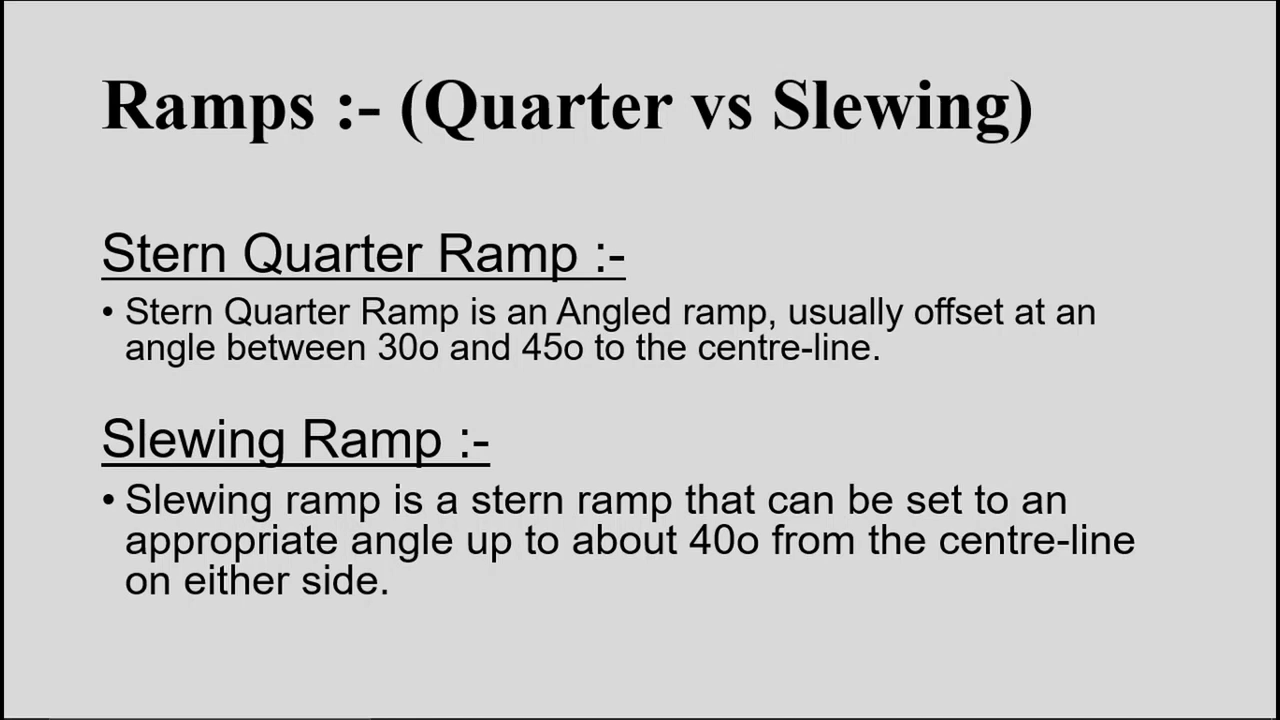 Ramps :- (Quarter vs Slewing)
Stern Quarter Ramp :-
• Stern Quarter Ramp is an Angled ramp, usually offset at an
angle between 30o and 45o to the centre-line.
Slewing Ramp :-
• Slewing ramp is a stern ramp that can be set to an
appropriate angle up to about 40o from the centre-line
on either side.